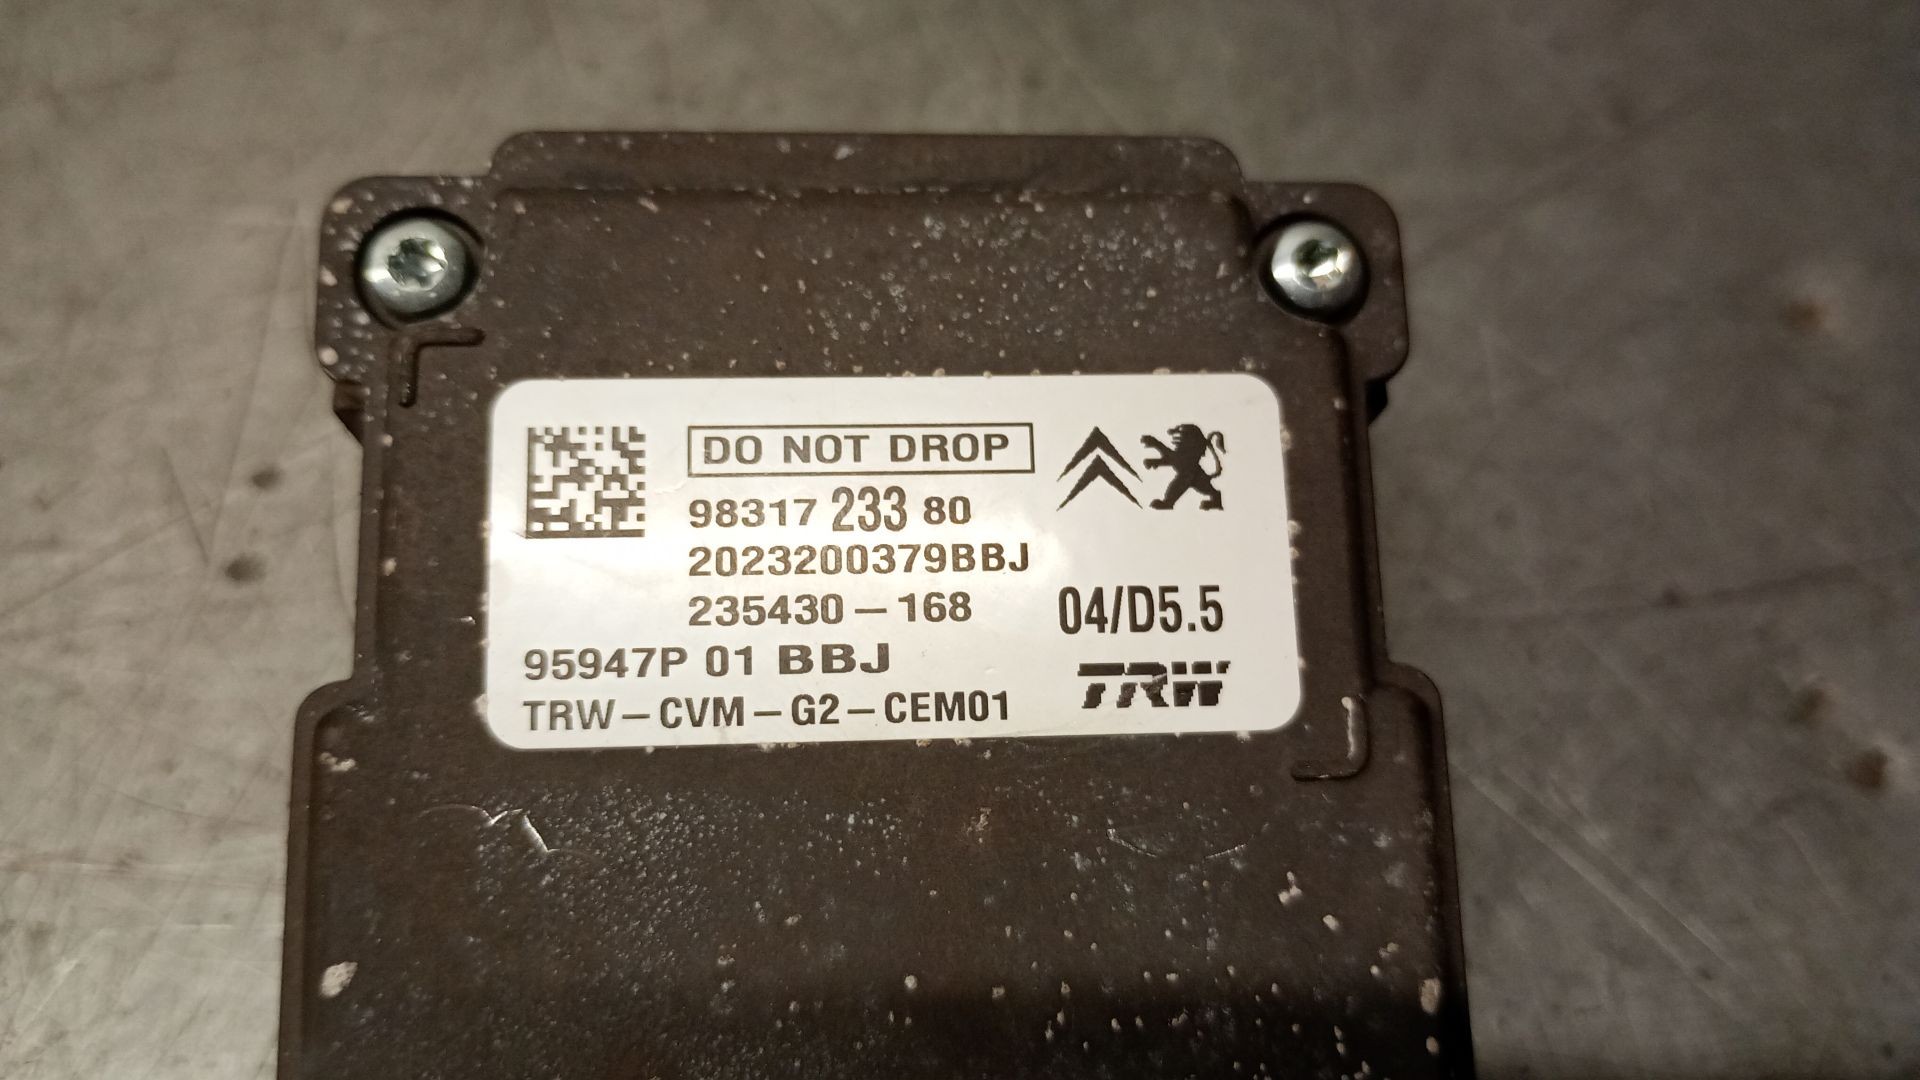 DO NOT DROP
98317 233 80
2023200379BBJ
235430-168
04/D5.5
95947P 01 BBJ
TRW-CVM-G2-CEM01
TRW